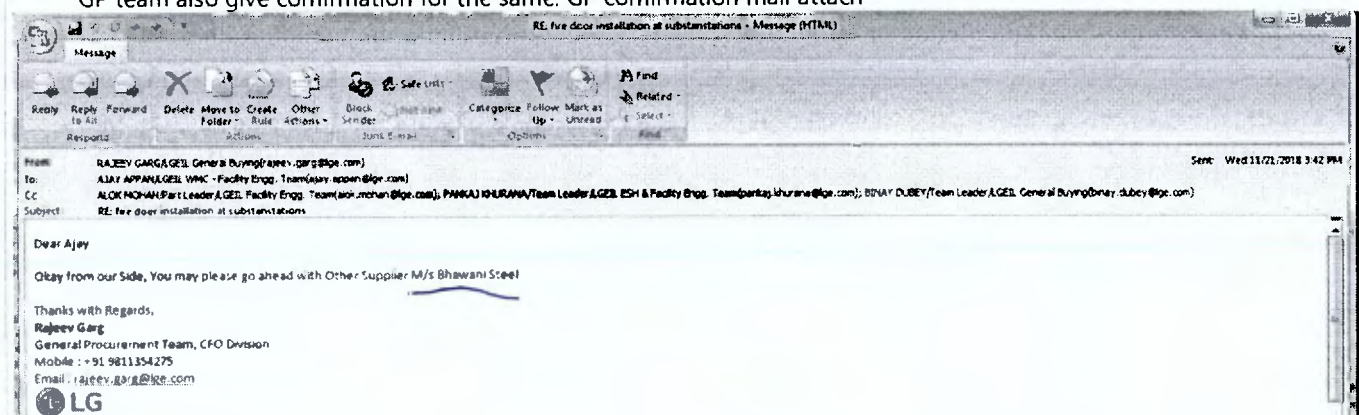 GP team also give confirmation for the same. GP confirmation mail attach
RE: fire door installation at substanstations - Message (HTML)
Message
Reply Reply to All Forward Delete Move to Folder Create Rule Other Actions Block Sender Safe Lists Categorize Follow Up Mark as Unread Find Related Select
Respond Actions Junk E-mail Options Find
From: RAJEEV GARG/LGEIL General Buying(rajeev.garg@lge.com) Sent: Wed 11/21/2018 3:42 PM
To: AJAY APPAN/LGEIL WMC - Facility Engg. Team(ajay.appan@lge.com)
Cc: ALOK MOHAN/Part Leader/LGEIL Facility Engg. Team(alok.mohan@lge.com); PANKAJ KHURANA/Team Leader/LGEIL ESH & Facility Engg. Team(pankaj.khurana@lge.com); BINAY DUBEY/Team Leader/LGEIL General Buying(binay.dubey@lge.com)
Subject: RE: fire door installation at substanstations
Dear Ajay
Okay from our Side, You may please go ahead with Other Supplier M/s Bhawani Steel
Thanks with Regards,
Rajeev Garg
General Procurement Team, CFO Division
Mobile : +91 9811354275
Email : rajeev.garg@lge.com
LG